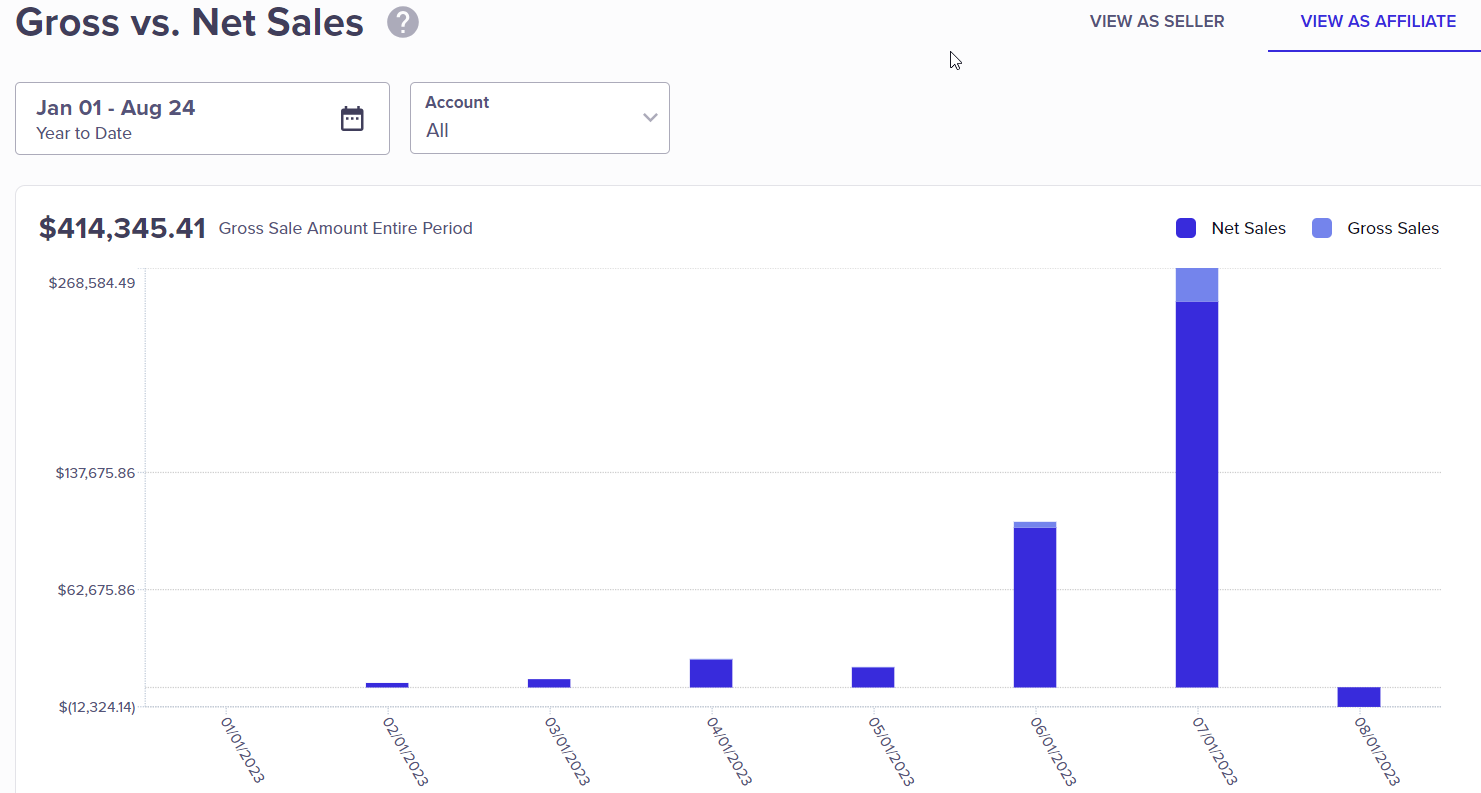 Gross vs. Net Sales ?
VIEW AS SELLER
VIEW AS AFFILIATE
Jan 01 - Aug 24
Year to Date
Account
All
$414,345.41 Gross Sale Amount Entire Period
Net Sales
Gross Sales
$268,584.49
$137,675.86
$62,675.86
$(12,324.14)
01/01/2023
02/01/2023
03/01/2023
04/01/2023
05/01/2023
06/01/2023
07/01/2023
08/01/2023